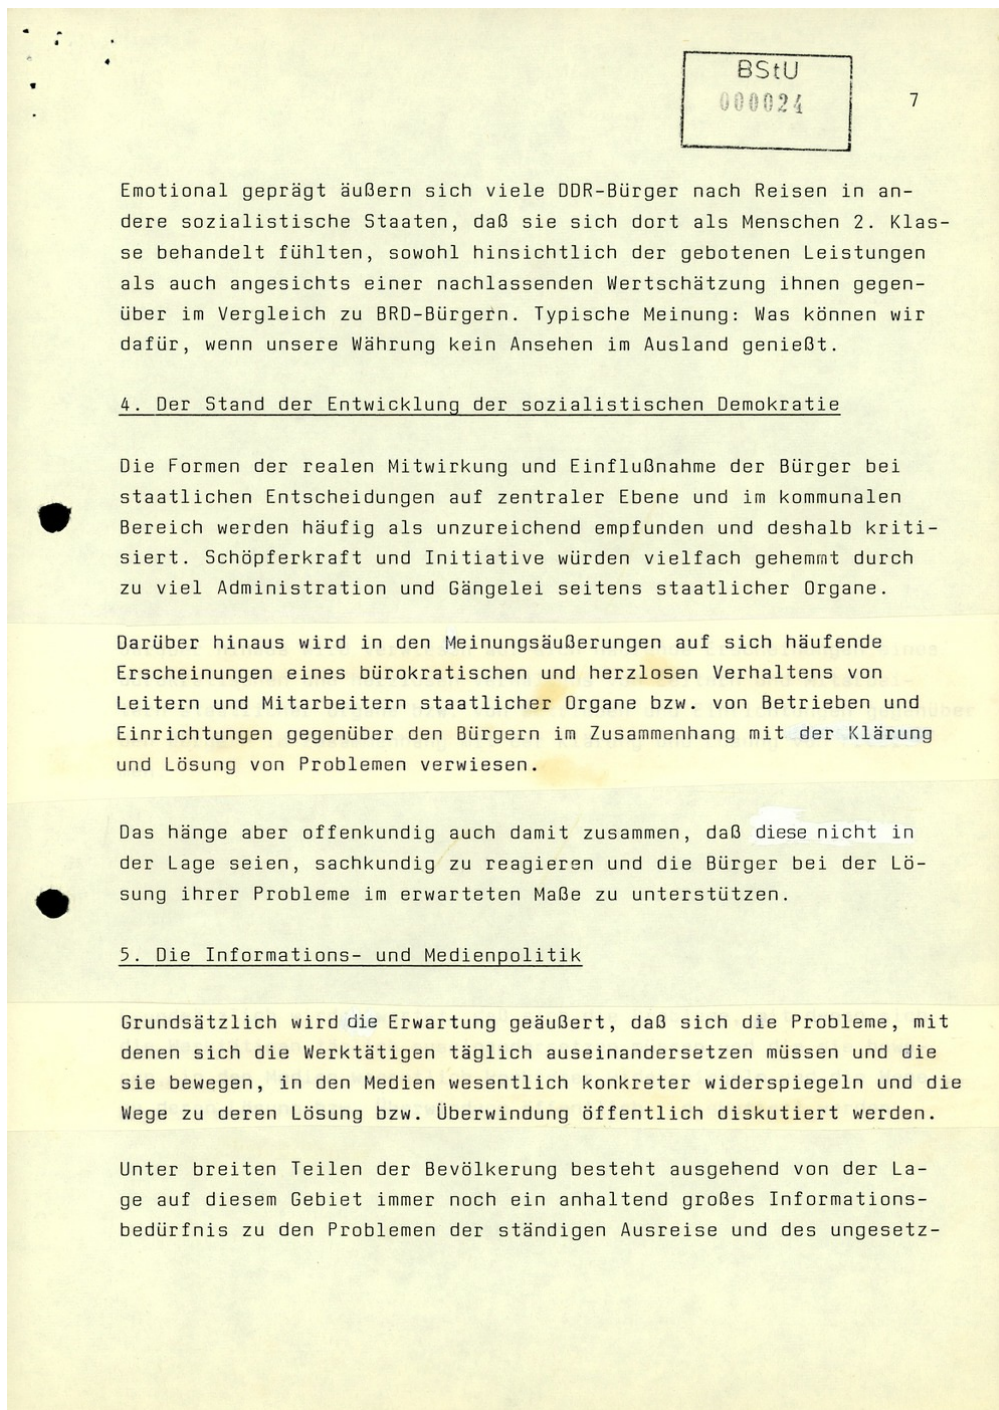 BStU
000024
7
Emotional geprägt äußern sich viele DDR-Bürger nach Reisen in an-
dere sozialistische Staaten, daß sie sich dort als Menschen 2. Klas-
se behandelt fühlten, sowohl hinsichtlich der gebotenen Leistungen
als auch angesichts einer nachlassenden Wertschätzung ihnen gegen-
über im Vergleich zu BRD-Bürgern. Typische Meinung: Was können wir
dafür, wenn unsere Währung kein Ansehen im Ausland genießt.
4. Der Stand der Entwicklung der sozialistischen Demokratie
Die Formen der realen Mitwirkung und Einflußnahme der Bürger bei
staatlichen Entscheidungen auf zentraler Ebene und im kommunalen
Bereich werden häufig als unzureichend empfunden und deshalb kriti-
siert. Schöpferkraft und Initiative würden vielfach gehemmt durch
zu viel Administration und Gängelei seitens staatlicher Organe.
Darüber hinaus wird in den Meinungsäußerungen auf sich häufende
Erscheinungen eines bürokratischen und herzlosen Verhaltens von
Leitern und Mitarbeitern staatlicher Organe bzw. von Betrieben und
Einrichtungen gegenüber den Bürgern im Zusammenhang mit der Klärung
und Lösung von Problemen verwiesen.
Das hänge aber offenkundig auch damit zusammen, daß diese nicht in
der Lage seien, sachkundig zu reagieren und die Bürger bei der Lö-
sung ihrer Probleme im erwarteten Maße zu unterstützen.
5. Die Informations- und Medienpolitik
Grundsätzlich wird die Erwartung geäußert, daß sich die Probleme, mit
denen sich die Werktätigen täglich auseinandersetzen müssen und die
sie bewegen, in den Medien wesentlich konkreter widerspiegeln und die
Wege zu deren Lösung bzw. Überwindung öffentlich diskutiert werden.
Unter breiten Teilen der Bevölkerung besteht ausgehend von der La-
ge auf diesem Gebiet immer noch ein anhaltend großes Informations-
bedürfnis zu den Problemen der ständigen Ausreise und des ungesetz-